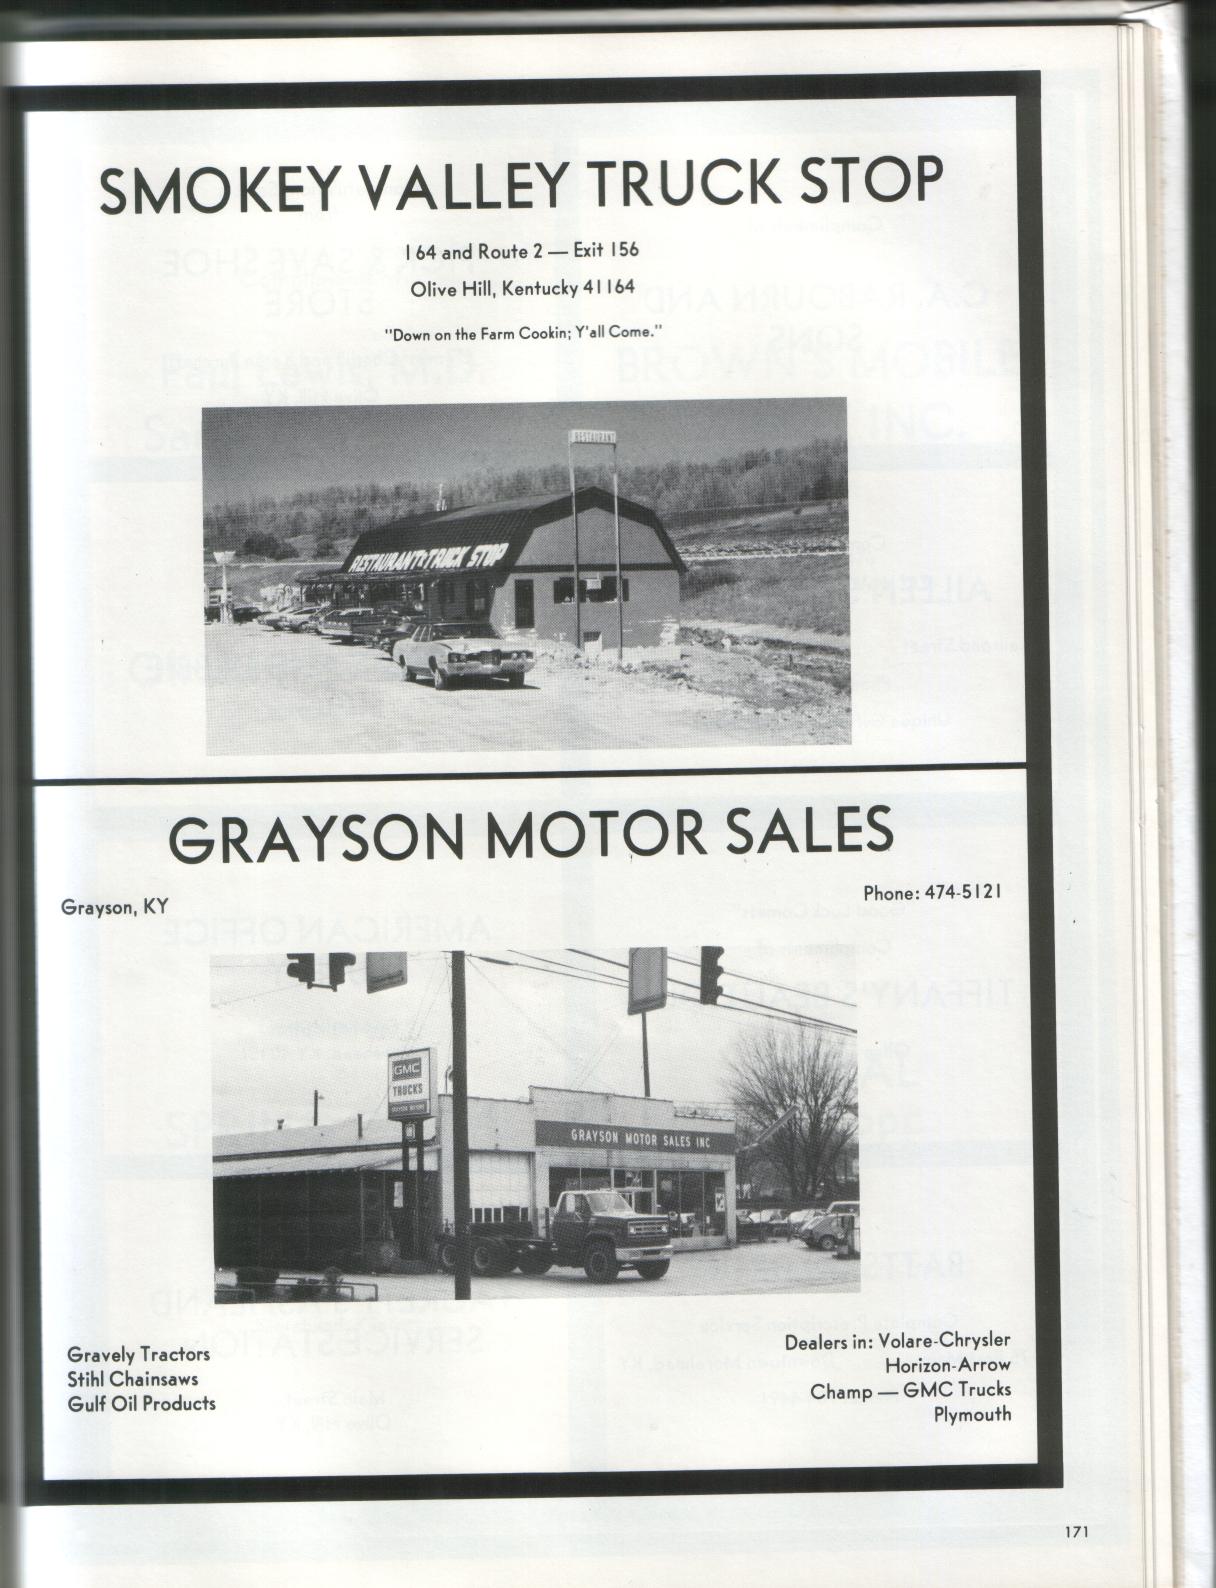 SMOKEY VALLEY TRUCK STOP
I 64 and Route 2 — Exit 156
Olive Hill, Kentucky 41164
"Down on the Farm Cookin; Y'all Come."
RESTAURANT
RESTAURANT & TRUCK STOP
GRAYSON MOTOR SALES
Grayson, KY
Phone: 474-5121
GMC
TRUCKS
GRAYSON MOTOR SALES INC
Gravely Tractors
Stihl Chainsaws
Gulf Oil Products
Dealers in: Volare-Chrysler
Horizon-Arrow
Champ — GMC Trucks
Plymouth
171